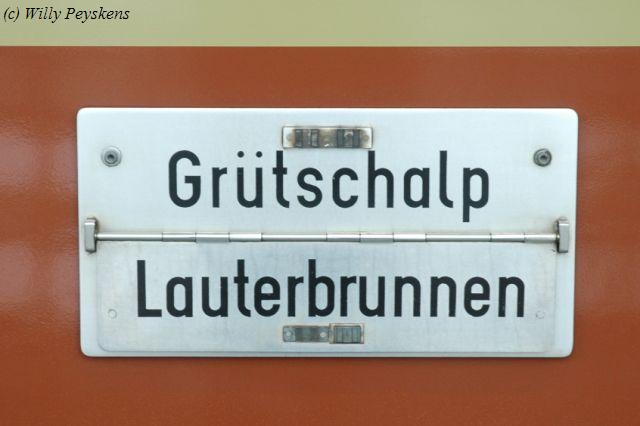 (c) Willy Peyskens
Grütschalp
Lauterbrunnen